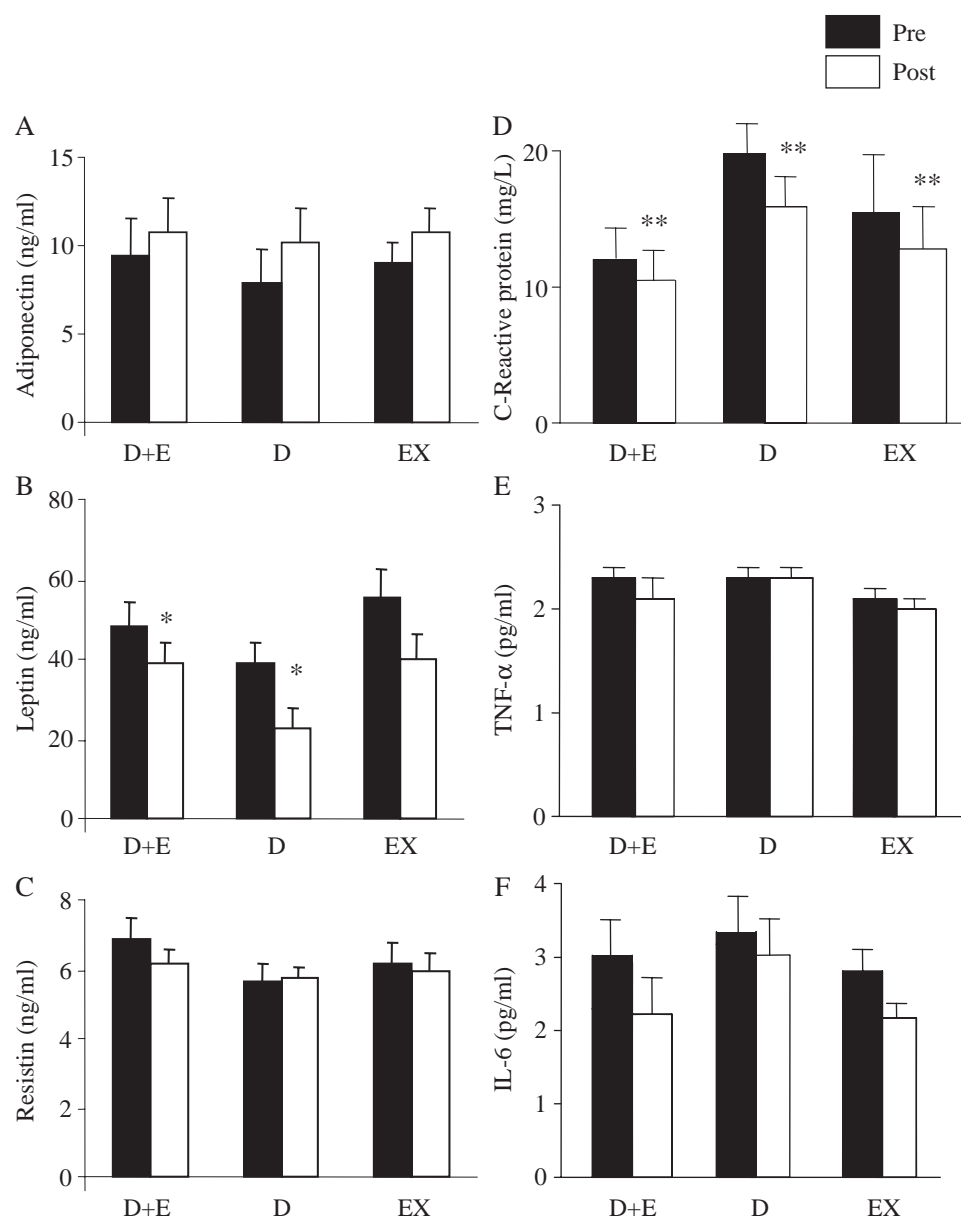 Pre
Post
A
15
10
5
0
Adiponectin (ng/ml)
D+E D EX
B
80
60
40
20
0
Leptin (ng/ml)
* *
D+E D EX
C
8
6
4
2
0
Resistin (ng/ml)
D+E D EX
D
20
10
0
C-Reactive protein (mg/L)
** ** **
D+E D EX
E
3
2
1
0
TNF-α (pg/ml)
D+E D EX
F
4
3
2
1
0
IL-6 (pg/ml)
D+E D EX